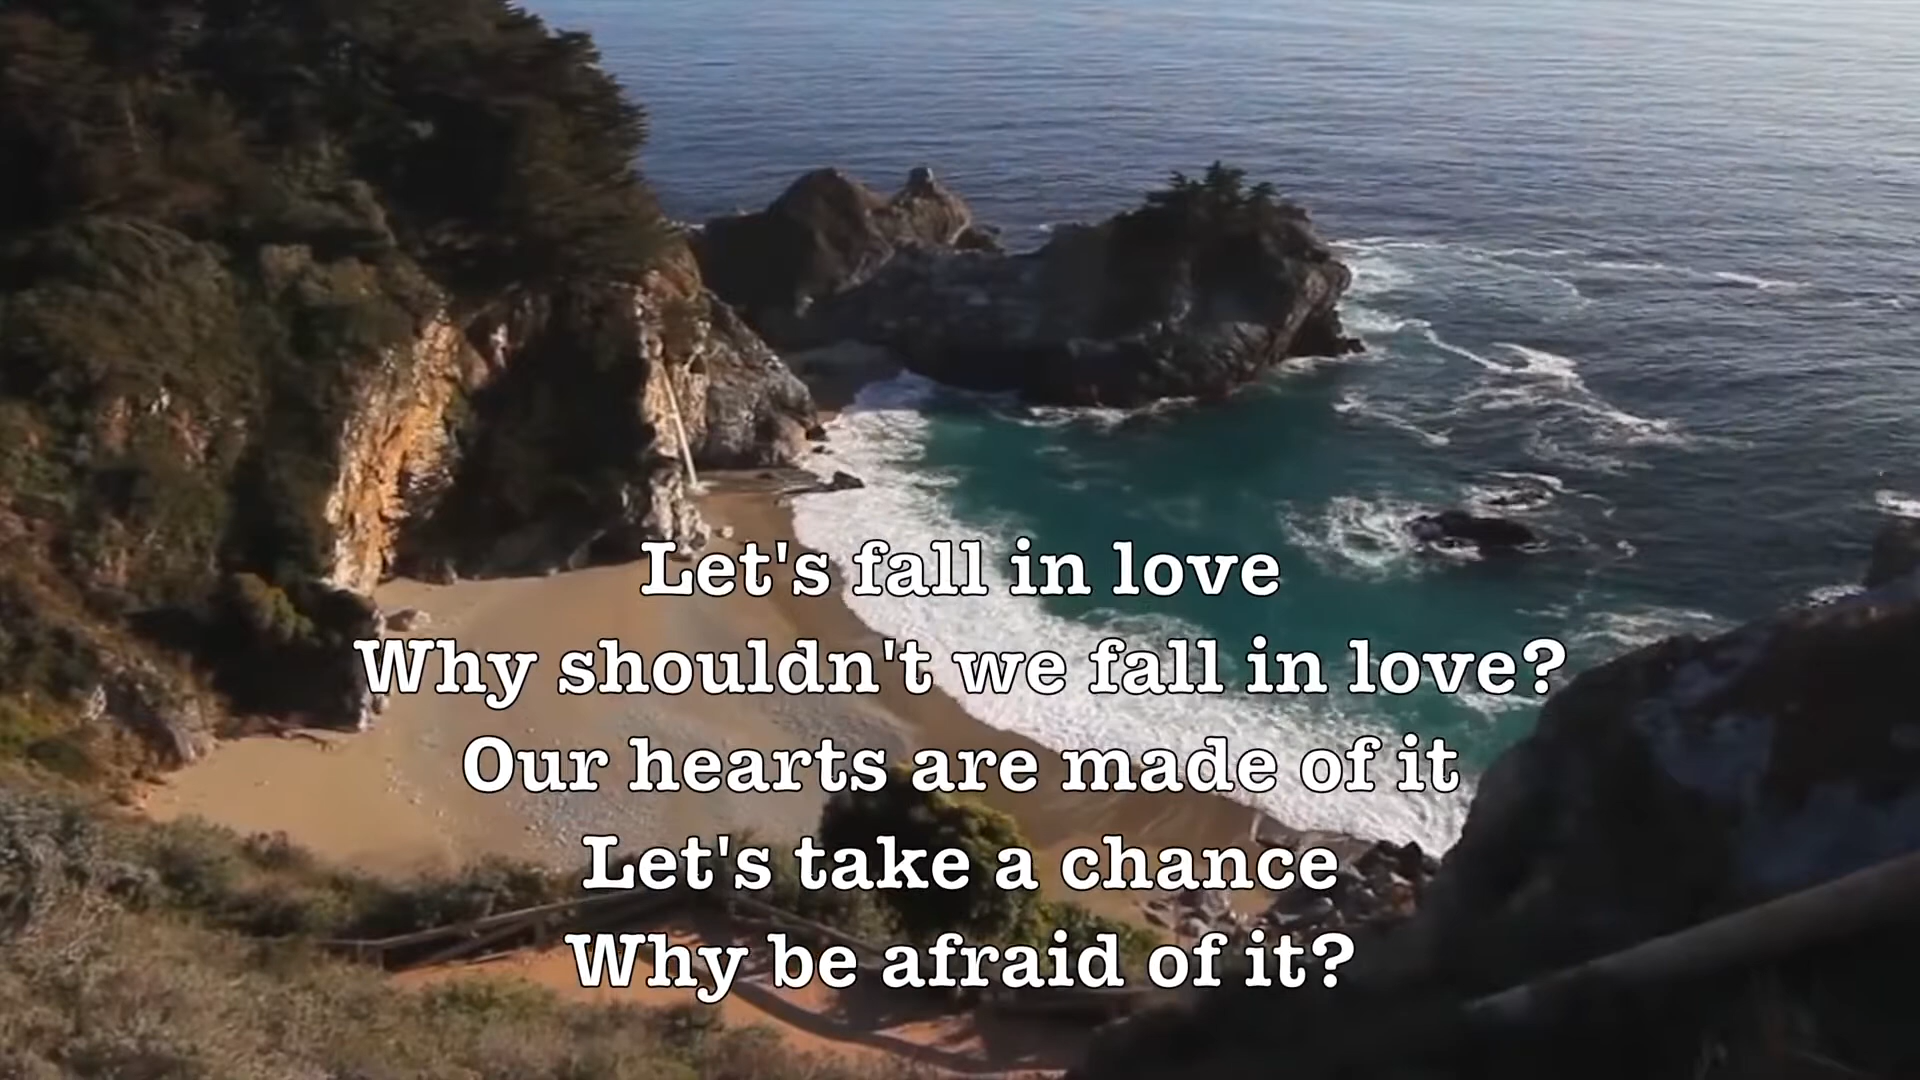 Let's fall in love
Why shouldn't we fall in love?
Our hearts are made of it
Let's take a chance
Why be afraid of it?